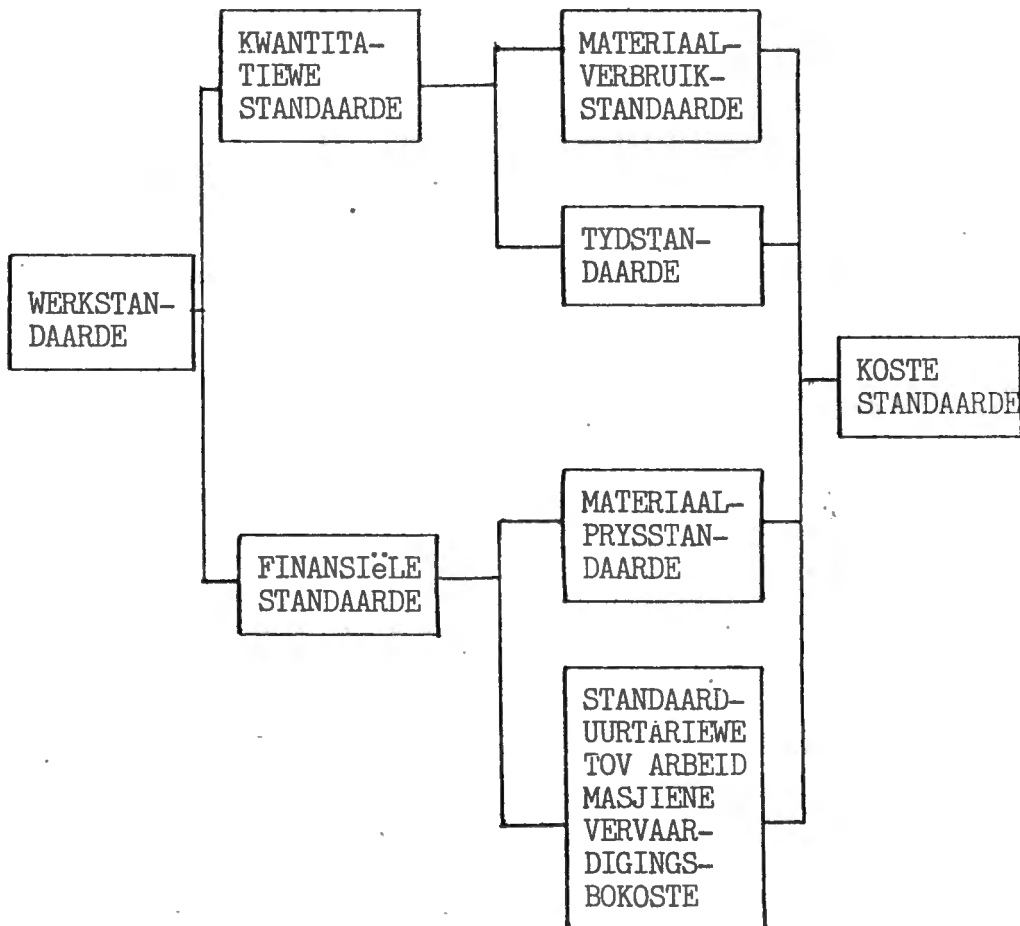 KWANTITA-
TIEWE
STANDAARDE
MATERIAAL-
VERBRUIK-
STANDAARDE
TYDSTAN-
DAARDE
WERKSTAN-
DAARDE
KOSTE
STANDAARDE
MATERIAAL-
PRYSSTAN-
DAARDE
FINANSIëLE
STANDAARDE
STANDAARD-
UURTARIEWE
TOV ARBEID
MASJIENE
VERVAAR-
DIGINGS-
BOKOSTE